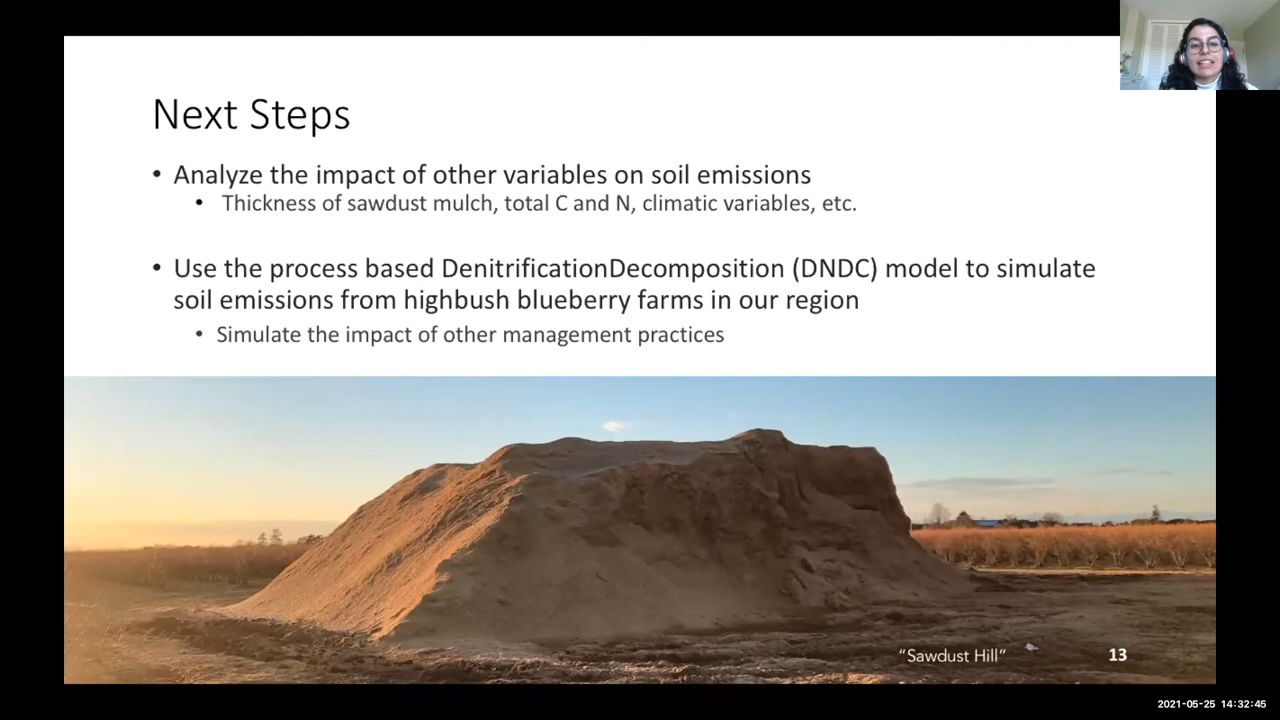 Next Steps
• Analyze the impact of other variables on soil emissions
• Thickness of sawdust mulch, total C and N, climatic variables, etc.
• Use the process based DenitrificationDecomposition (DNDC) model to simulate
soil emissions from highbush blueberry farms in our region
• Simulate the impact of other management practices
“Sawdust Hill”
13
2021-05-25 14:32:45